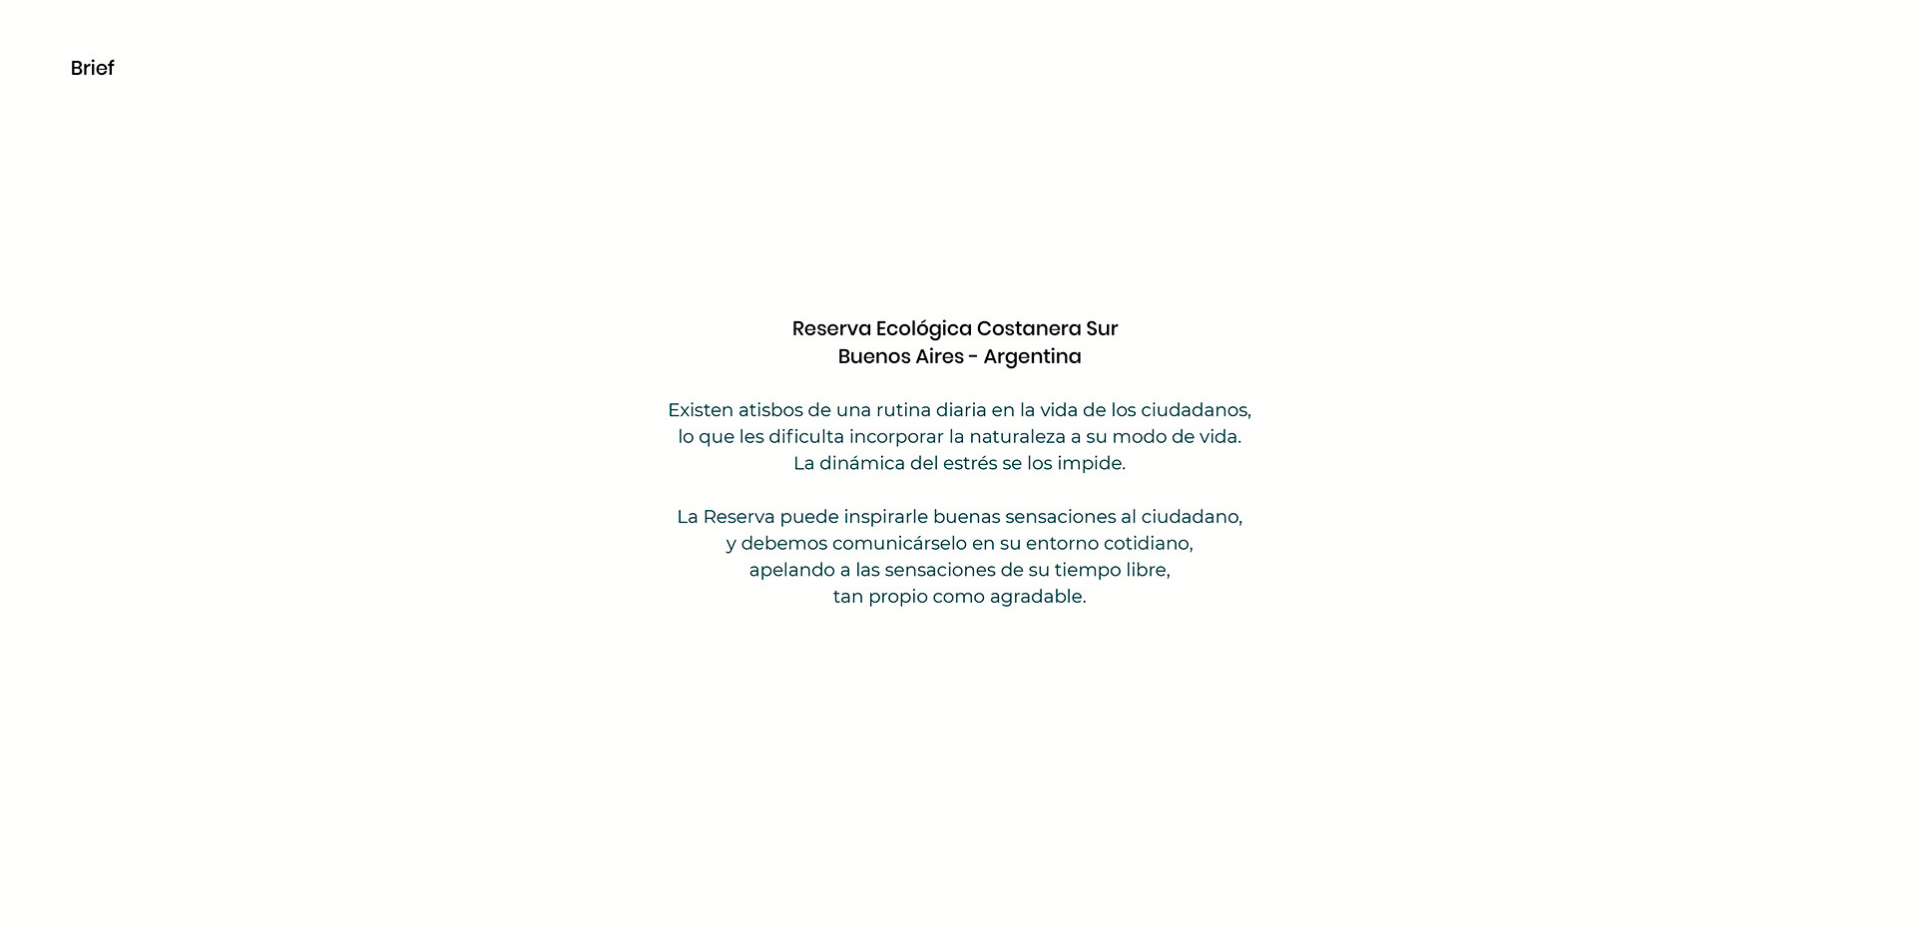 Brief
Reserva Ecológica Costanera Sur
Buenos Aires - Argentina
Existen atisbos de una rutina diaria en la vida de los ciudadanos,
lo que les dificulta incorporar la naturaleza a su modo de vida.
La dinámica del estrés se los impide.
La Reserva puede inspirarle buenas sensaciones al ciudadano,
y debemos comunicárselo en su entorno cotidiano,
apelando a las sensaciones de su tiempo libre,
tan propio como agradable.